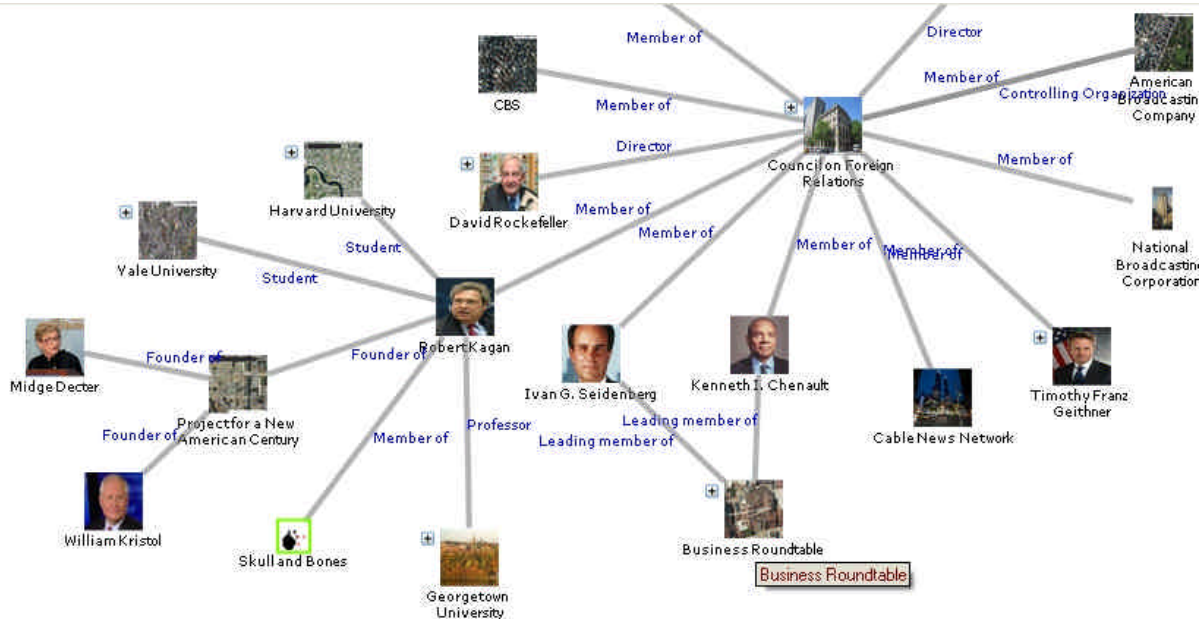 Member of
Director
CBS
Member of
Member of
Controlling Organization
American
Broadcasting
Company
Director
Council on Foreign
Relations
Member of
Harvard University
David Rockefeller
Member of
Member of
Member of
Member of
Member of
National
Broadcasting
Corporation
Yale University
Student
Student
Robert Kagan
Midge Decter
Founder of
Founder of
Project for a New
American Century
Founder of
William Kristol
Member of
Professor
Skull and Bones
Georgetown
University
Ivan G. Seidenberg
Kenneth I. Chenault
Leading member of
Leading member of
Cable News Network
Timothy Franz
Geithner
Business Roundtable
Business Roundtable